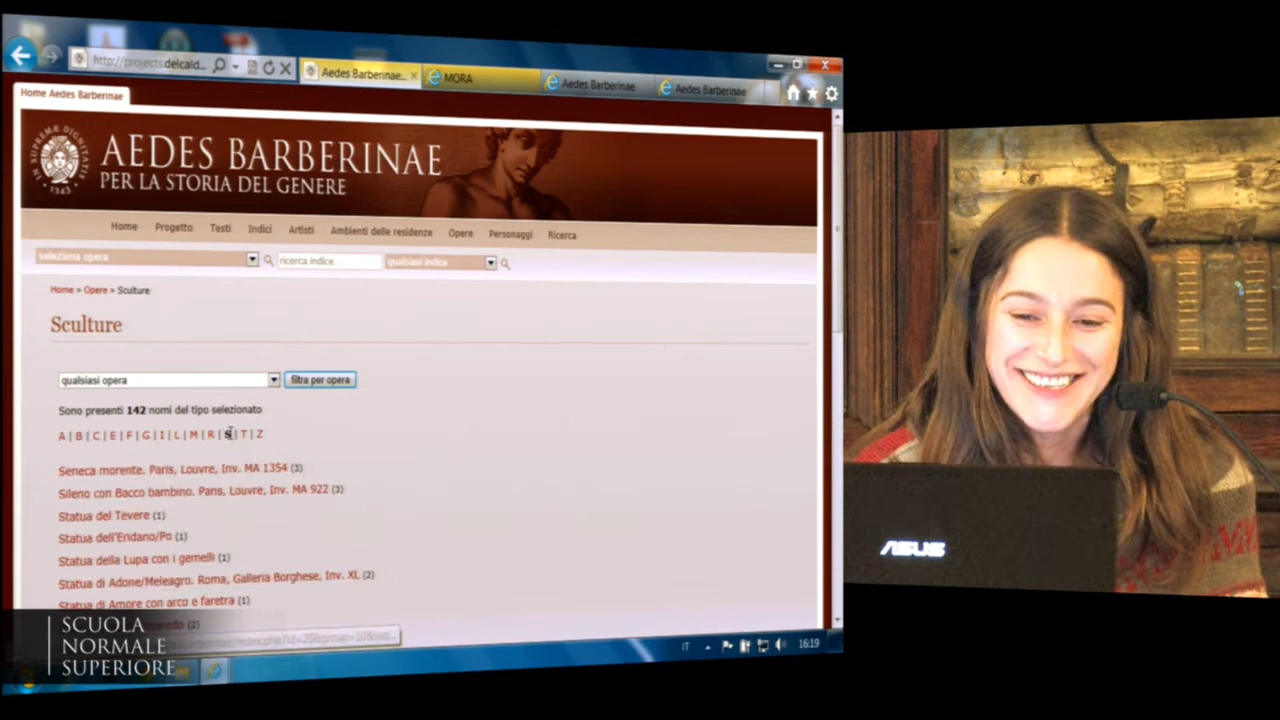 http://projects.delcald...
Aedes Barberinae...
MORA
Aedes Barberinae
Aedes Barberinae
Home Aedes Barberinae
IN SUPREMÆ DIGNITATIS
1343
AEDES BARBERINAE
PER LA STORIA DEL GENERE
Home Progetto Testi Indici Artisti Ambienti delle residenze Opere Personaggi Ricerca
seleziona opera
ricerca indice
qualsiasi indice
Home » Opere » Sculture
Sculture
qualsiasi opera
filtra per opera
Sono presenti 142 nomi del tipo selezionato
A | B | C | E | F | G | I | L | M | R | S | T | Z
Seneca morente. Paris, Louvre, Inv. MA 1354 (3)
Sileno con Bacco bambino. Paris, Louvre, Inv. MA 922 (3)
Statua del Tevere (1)
Statua dell'Eridano/Po (1)
Statua della Lupa con i gemelli (1)
Statua di Adone/Meleagro. Roma, Galleria Borghese, Inv. XL (2)
Statua di Amore con arco e faretra (1)
(2)
SCUOLA
NORMALE
SUPERIORE
IT
16:19
ASUS